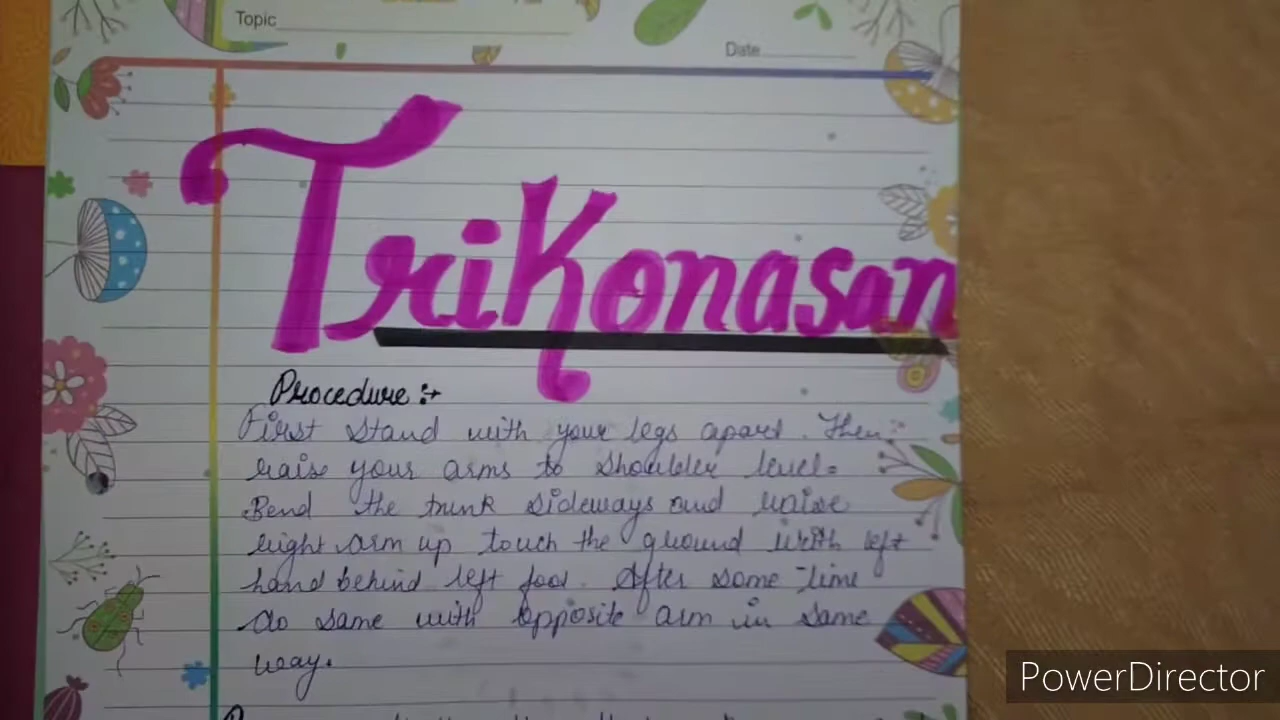 Topic
Date
Trikonasan
Procedure :→
First stand with your legs apart. Then
raise your arms to shoulder level.
Bend the trunk sideways and raise
right arm up touch the ground with left
hand behind left foot. After some time
do same with opposite arm in same
way.
PowerDirector